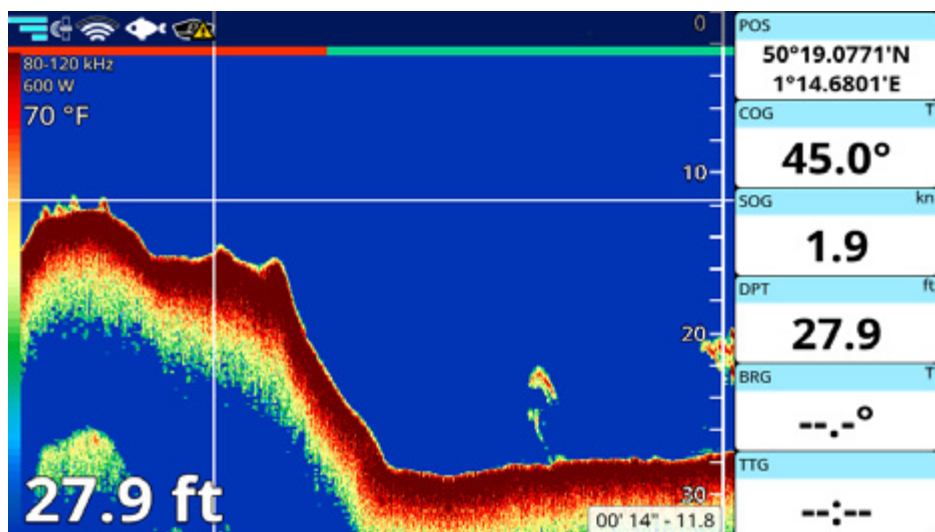 80-120 kHz
600 W
70 °F
0
10
20
30
27.9 ft
00' 14" - 11.8
POS
50°19.0771'N
1°14.6801'E
COG T
45.0°
SOG kn
1.9
DPT ft
27.9
BRG T
--.-°
TTG
--:--